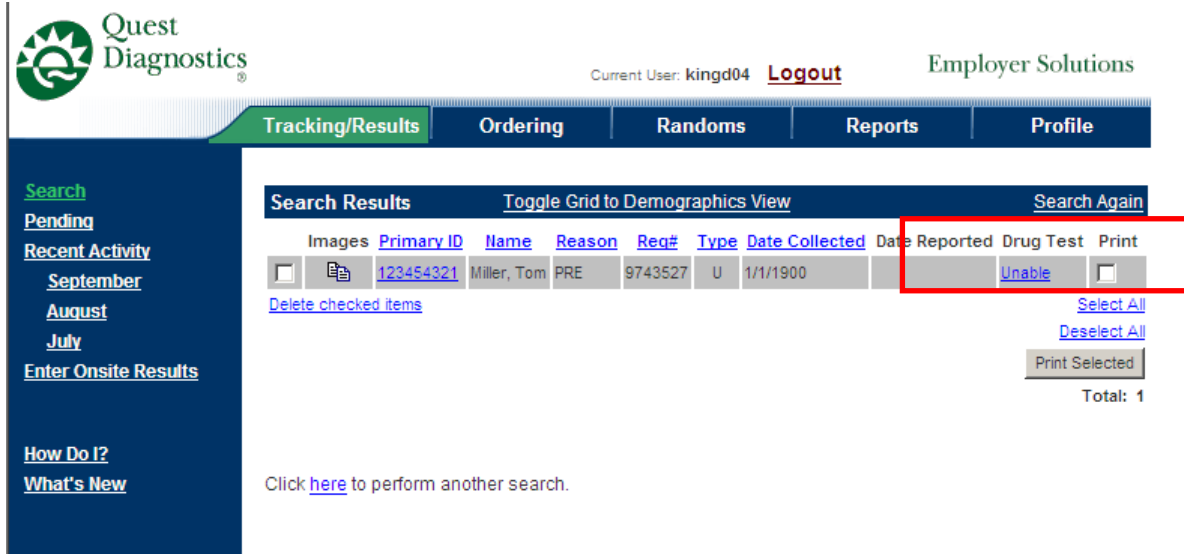 Quest
Diagnostics
®
Current User: kingd04 Logout
Employer Solutions
Tracking/Results Ordering Randoms Reports Profile
Search
Pending
Recent Activity
September
August
July
Enter Onsite Results
How Do I?
What's New
Search Results Toggle Grid to Demographics View Search Again
Images Primary ID Name Reason Req# Type Date Collected Date Reported Drug Test Print
123454321 Miller, Tom PRE 9743527 U 1/1/1900 Unable
Delete checked items Select All
Deselect All
Print Selected
Total: 1
Click here to perform another search.